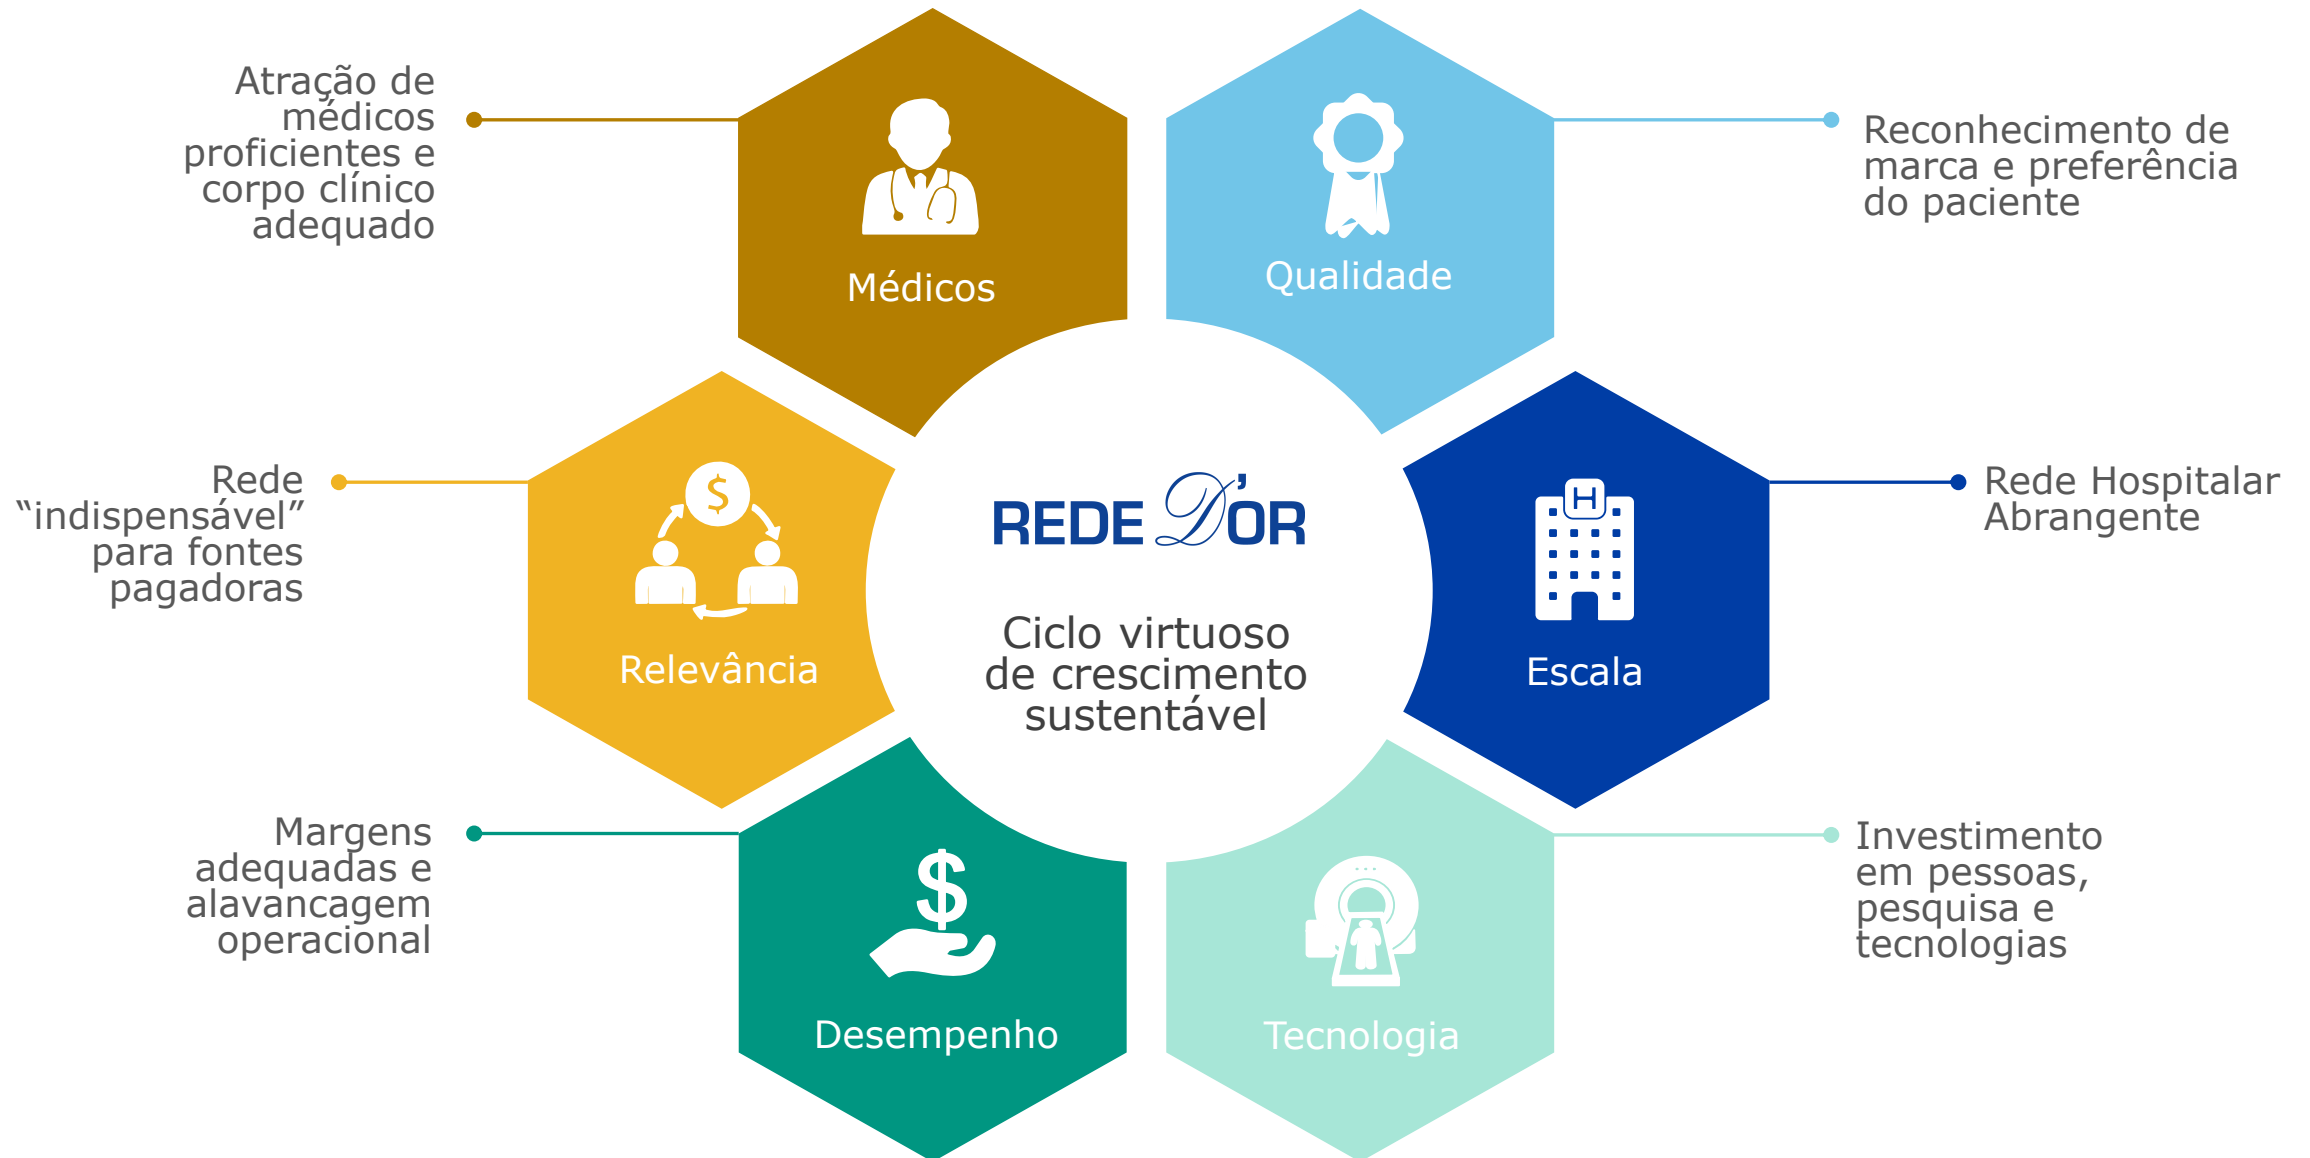 Atração de
médicos
proficientes e
corpo clínico
adequado
Médicos
Qualidade
Reconhecimento de
marca e preferência
do paciente
Rede
“indispensável”
para fontes
pagadoras
$
Relevância
REDE D'OR
Ciclo virtuoso
de crescimento
sustentável
H
Escala
Rede Hospitalar
Abrangente
Margens
adequadas e
alavancagem
operacional
$
Desempenho
Tecnologia
Investimento
em pessoas,
pesquisa e
tecnologias